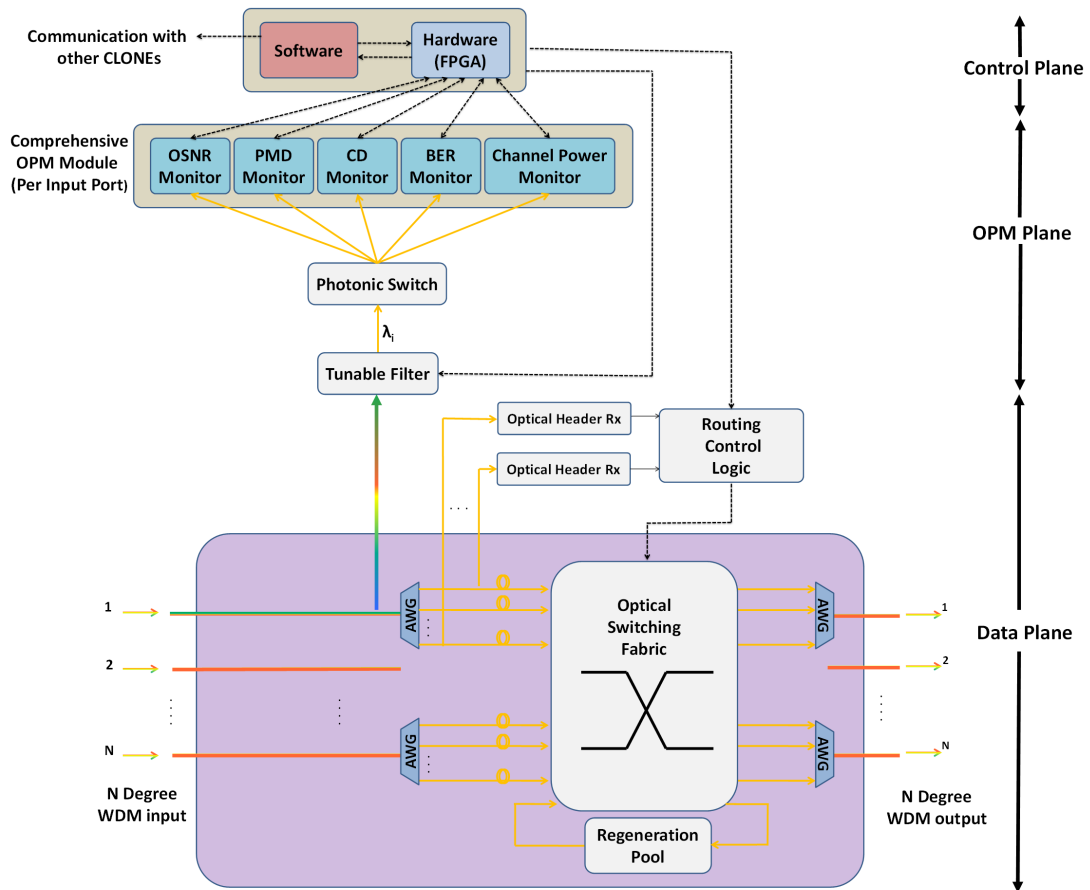 Communication with
other CLONEs
Software
Hardware
(FPGA)
Control Plane
Comprehensive
OPM Module
(Per Input Port)
OSNR
Monitor
PMD
Monitor
CD
Monitor
BER
Monitor
Channel Power
Monitor
OPM Plane
Photonic Switch
λi
Tunable Filter
Optical Header Rx
Optical Header Rx
Routing
Control
Logic
. . .
1
2
. . . .
N
N Degree
WDM input
. . . .
AWG
. . .
AWG
. . .
Optical
Switching
Fabric
Regeneration
Pool
AWG
AWG
1
2
. . . .
N
N Degree
WDM output
Data Plane